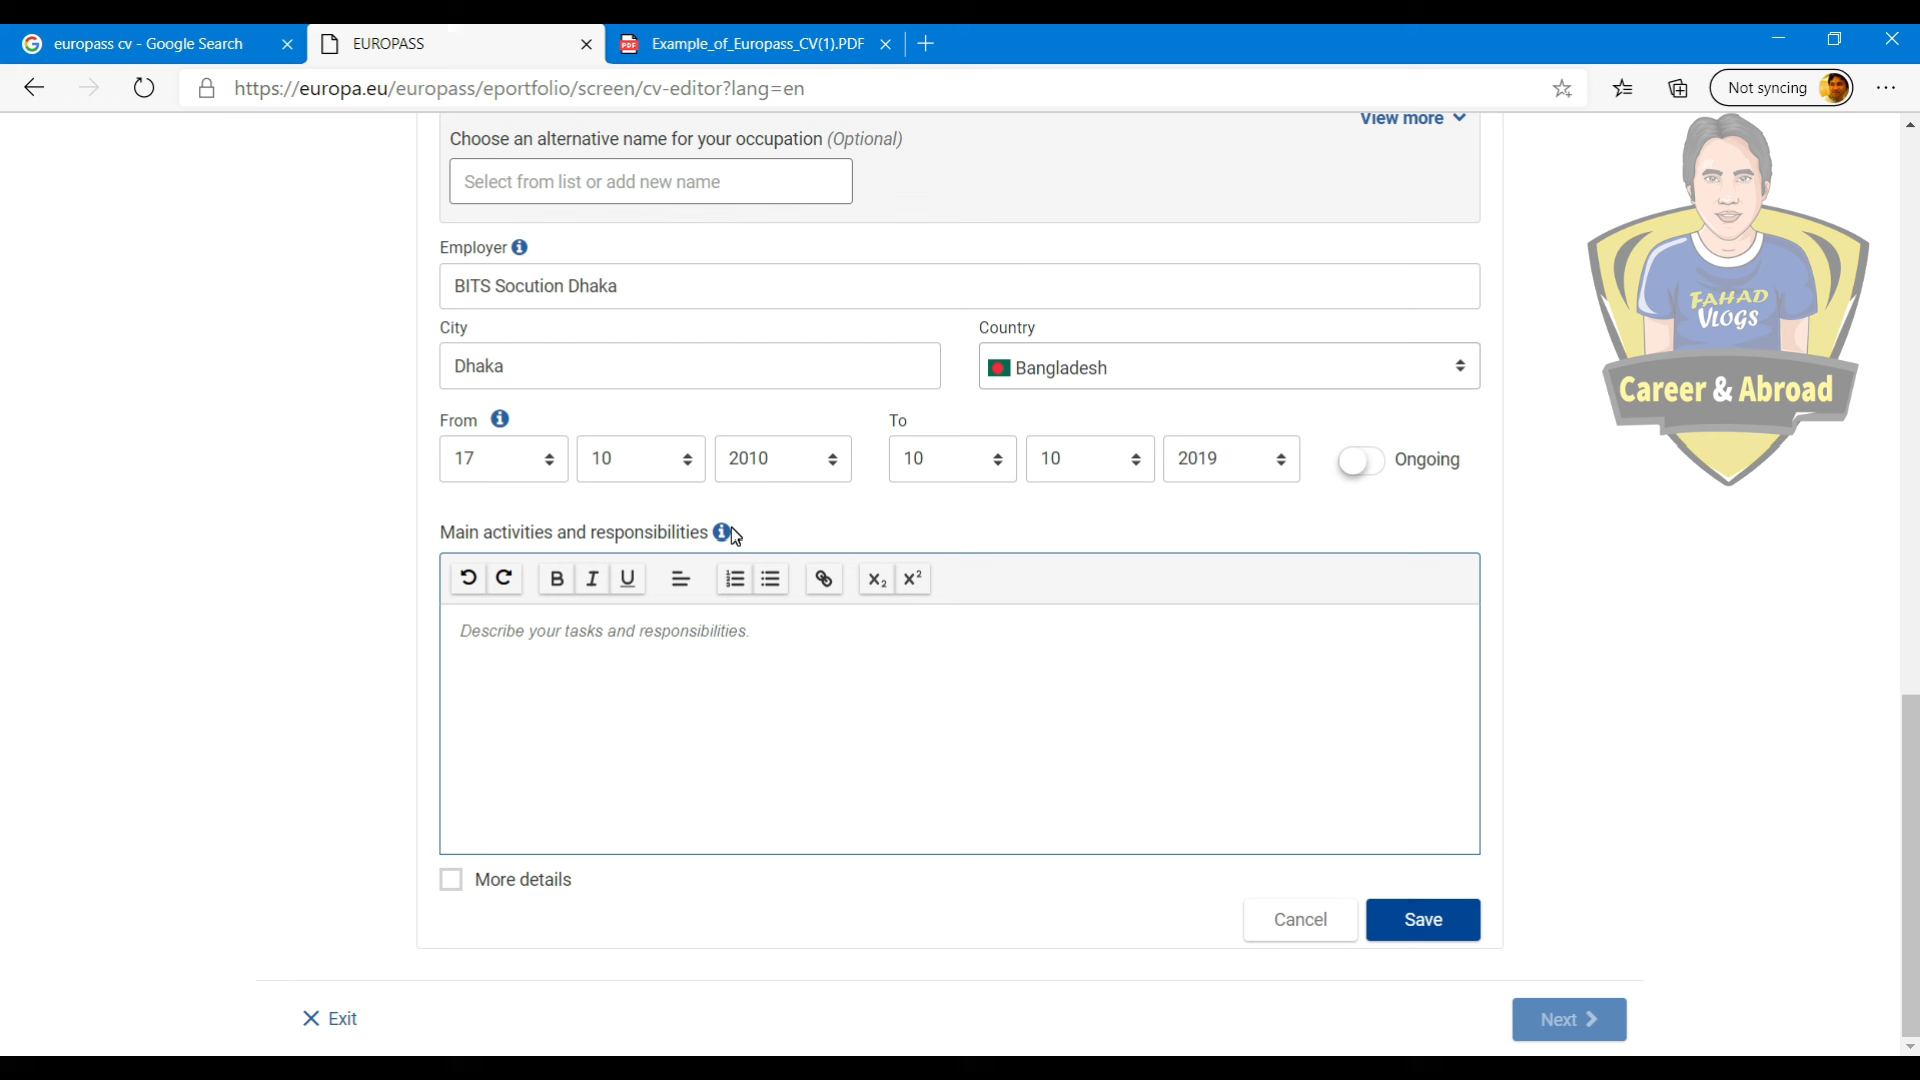 europass cv - Google Search
EUROPASS
Example_of_Europass_CV(1).PDF
https://europa.eu/europass/eportfolio/screen/cv-editor?lang=en
Not syncing
View more
Choose an alternative name for your occupation (Optional)
Select from list or add new name
Employer
BITS Socution Dhaka
City
Country
Dhaka
Bangladesh
From
To
17 10 2010 10 10 2019 Ongoing
Main activities and responsibilities
B I U X₂ X²
Describe your tasks and responsibilities.
More details
Cancel Save
Exit
Next
FAHAD
VLOGS
Career & Abroad